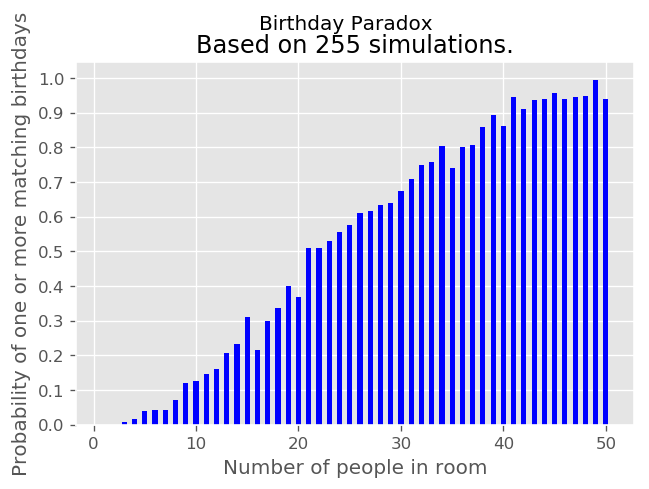 Birthday Paradox
Based on 255 simulations.
Probability of one or more matching birthdays
1.0
0.9
0.8
0.7
0.6
0.5
0.4
0.3
0.2
0.1
0.0
0 10 20 30 40 50
Number of people in room